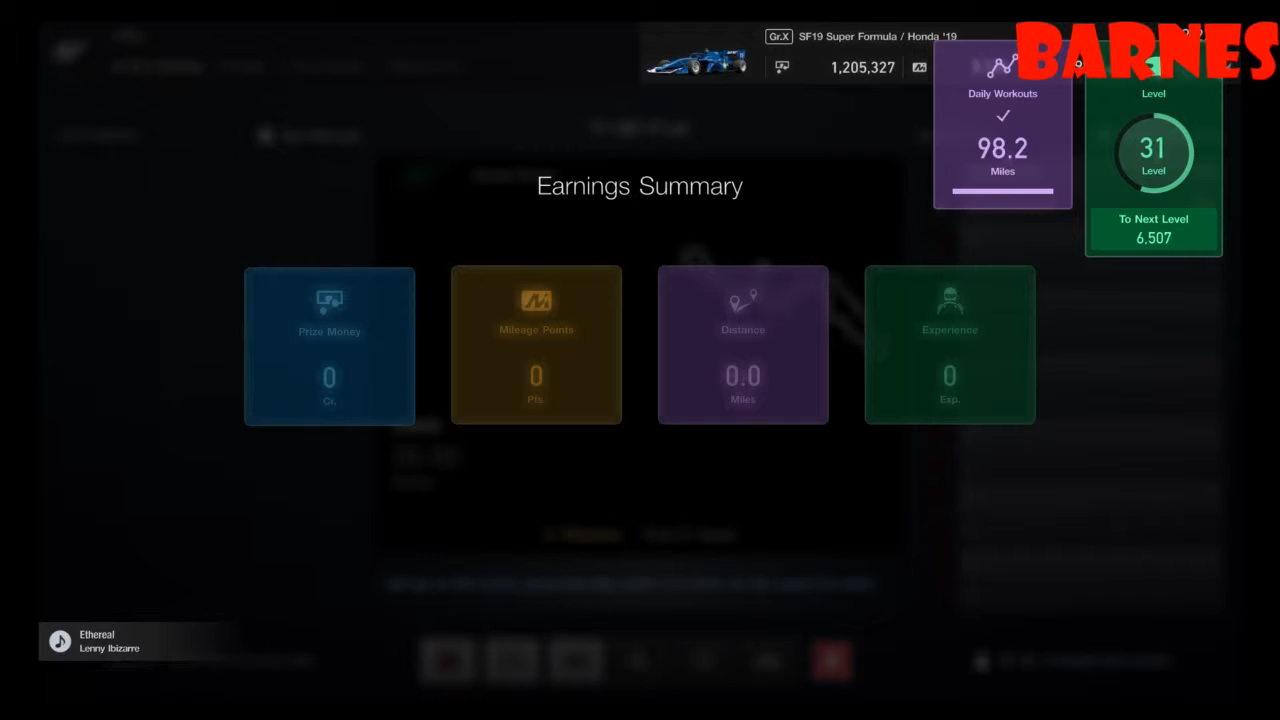 Gr.X SF19 Super Formula / Honda '19
1,205,327
BARNES
Daily Workouts
98.2
Miles
Level
31
Level
To Next Level
6,507
Earnings Summary
Prize Money
0
Cr.
Mileage Points
0
Pts.
Distance
0.0
Miles
Experience
0
Exp.
Ethereal
Lenny Ibizarre